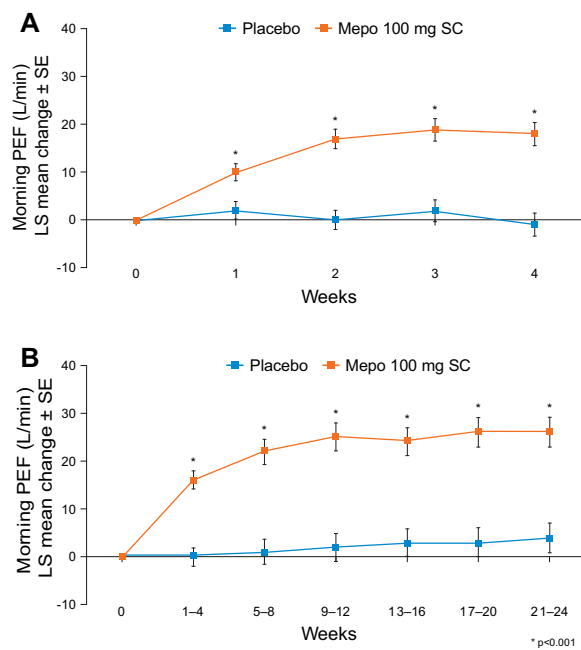 A
Placebo Mepo 100 mg SC
Morning PEF (L/min)
LS mean change ± SE
40
30
20
10
0
-10
* * * *
0 1 2 3 4
Weeks
B
Placebo Mepo 100 mg SC
Morning PEF (L/min)
LS mean change ± SE
40
30
20
10
0
-10
* * * * * *
0 1–4 5–8 9–12 13–16 17–20 21–24
Weeks
* p<0.001